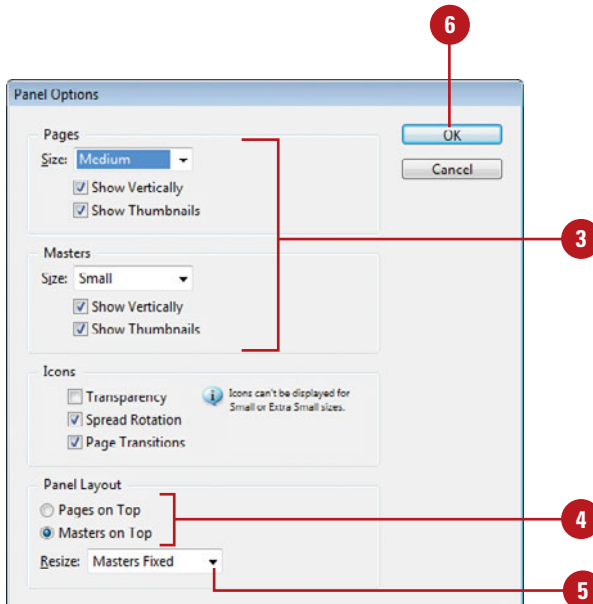 6
Panel Options
Pages
Size: Medium
Show Vertically
Show Thumbnails
OK
Cancel
3
Masters
Size: Small
Show Vertically
Show Thumbnails
Icons
Transparency
Spread Rotation
Page Transitions
Icons can't be displayed for
Small or Extra Small sizes.
Panel Layout
Pages on Top
Masters on Top
4
Resize: Masters Fixed
5